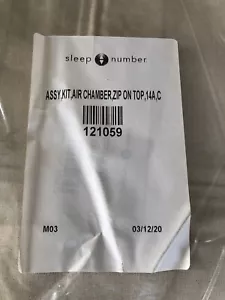 sleep number
ASSY,KIT,AIR CHAMBER,ZIP ON TOP,14A,C
121059
M03 03/12/20